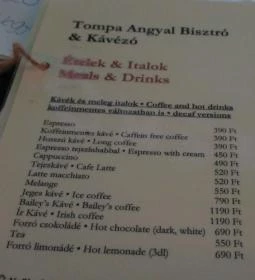 Tompa Angyal Bisztró
& Kávézó
Ételek & Italok
Meals & Drinks
Kávék és meleg italok • Coffee and hot drinks
koffeinmentes változatban is • decaf versions
Espresso 390 Ft
Koffeinmentes kávé • Caffein free coffee 390 Ft
Hosszú kávé • Long coffee 390 Ft
Espresso tejszínhabbal • Espresso with cream 450 Ft
Cappuccino 490 Ft
Tejeskávé • Cafe Latte 520 Ft
Latte macchiato 520 Ft
Melange 550 Ft
Jeges kávé • Ice coffee 790 Ft
Bailey's Kávé • Bailey's coffee 1190 Ft
Ír Kávé • Irish coffee 1190 Ft
Forró csokoládé • Hot chocolate (dark, white) 690 Ft
Tea 550 Ft
Forró limonádé • Hot lemonade (3dl) 690 Ft